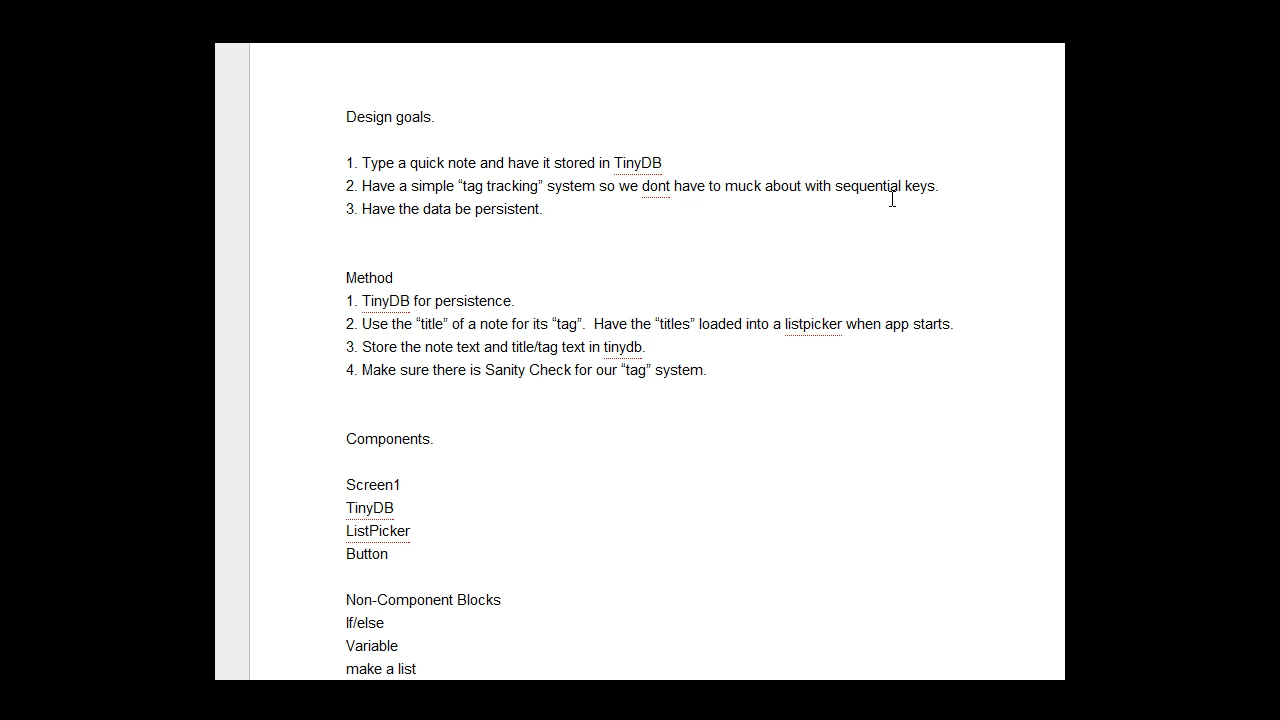 Design goals.
1. Type a quick note and have it stored in TinyDB
2. Have a simple “tag tracking” system so we dont have to muck about with sequential keys.
3. Have the data be persistent.
Method
1. TinyDB for persistence.
2. Use the “title” of a note for its “tag”.  Have the “titles” loaded into a listpicker when app starts.
3. Store the note text and title/tag text in tinydb.
4. Make sure there is Sanity Check for our “tag” system.
Components.
Screen1
TinyDB
ListPicker
Button
Non-Component Blocks
If/else
Variable
make a list